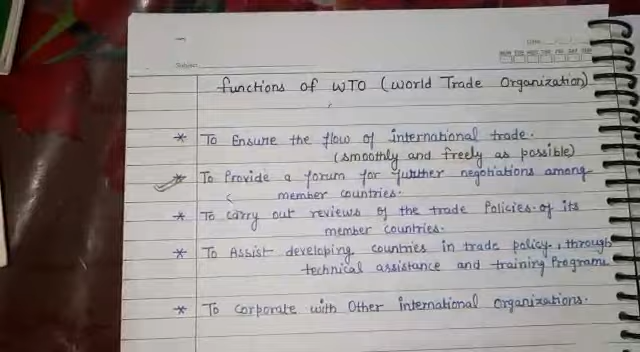 functions of WTO (World Trade Organization)
* To Ensure the flow of international trade.
(smoothly and freely as possible)
* To Provide a forum for further negotiations among
member countries.
* To carry out reviews of the trade Policies of its
member countries.
* To Assist developing countries in trade policy, through
technical assistance and training Programe
* To corporate with Other international organizations.